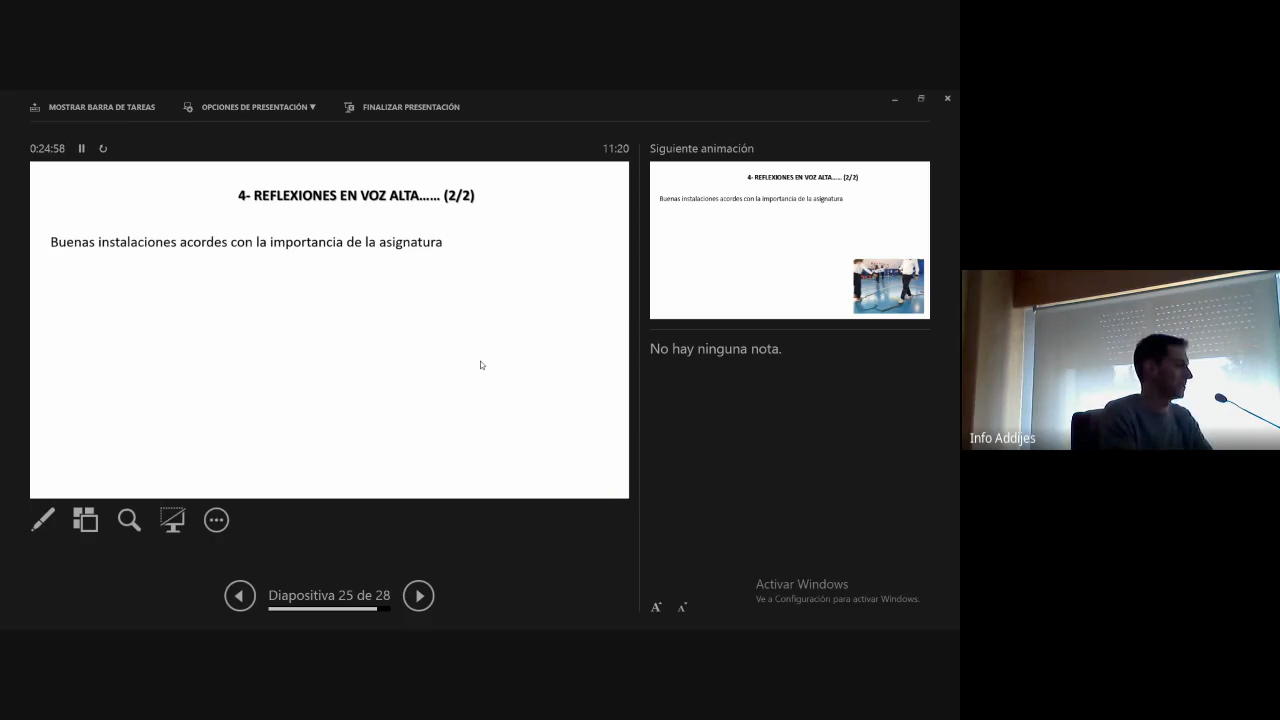 MOSTRAR BARRA DE TAREAS
OPCIONES DE PRESENTACIÓN ▼
FINALIZAR PRESENTACIÓN
0:24:58
11:20
4- REFLEXIONES EN VOZ ALTA…… (2/2)
Buenas instalaciones acordes con la importancia de la asignatura
Siguiente animación
4- REFLEXIONES EN VOZ ALTA…… (2/2)
Buenas instalaciones acordes con la importancia de la asignatura
No hay ninguna nota.
Diapositiva 25 de 28
Activar Windows
Ve a Configuración para activar Windows.
A A
Info Addijes